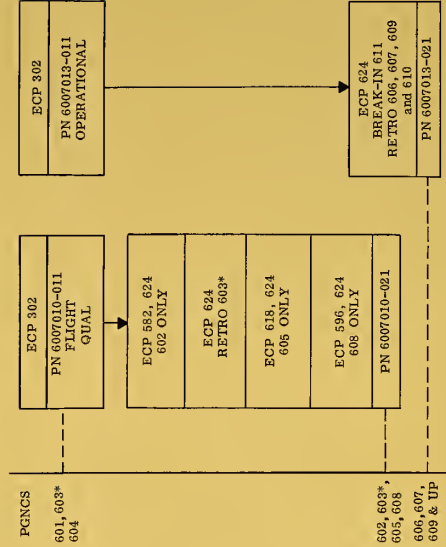 PGNCS
601, 603*
604
602, 603*,
605, 608
606, 607,
609 & UP
ECP 302
PN 6007010-011
FLIGHT
QUAL
ECP 582, 624
602 ONLY
ECP 624
RETRO 603*
ECP 618, 624
605 ONLY
ECP 596, 624
608 ONLY
PN 6007010-021
ECP 302
PN 6007013-011
OPERATIONAL
ECP 624
BREAK-IN 611
RETRO 606, 607, 609
and 610
PN 6007013-021